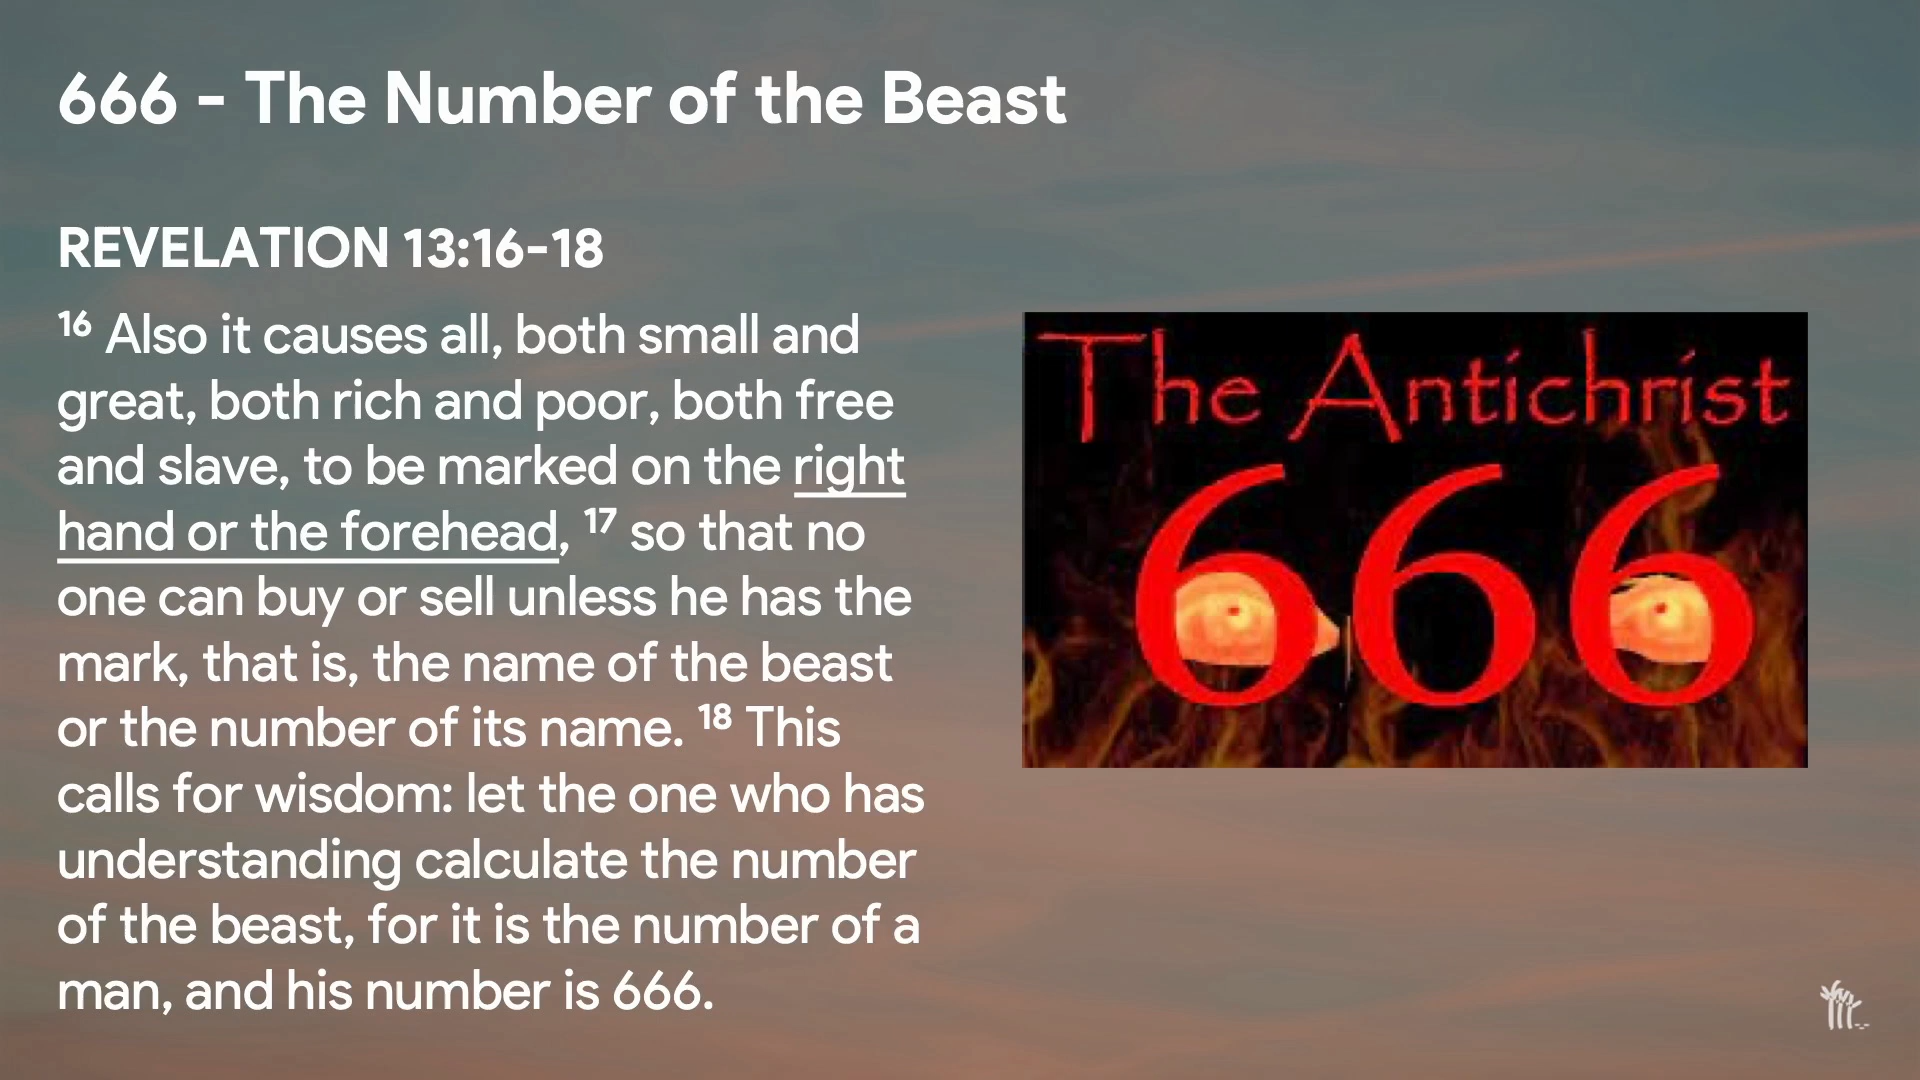 666 - The Number of the Beast
REVELATION 13:16-18
¹⁶ Also it causes all, both small and
great, both rich and poor, both free
and slave, to be marked on the right
hand or the forehead, ¹⁷ so that no
one can buy or sell unless he has the
mark, that is, the name of the beast
or the number of its name. ¹⁸ This
calls for wisdom: let the one who has
understanding calculate the number
of the beast, for it is the number of a
man, and his number is 666.
The Antichrist
666